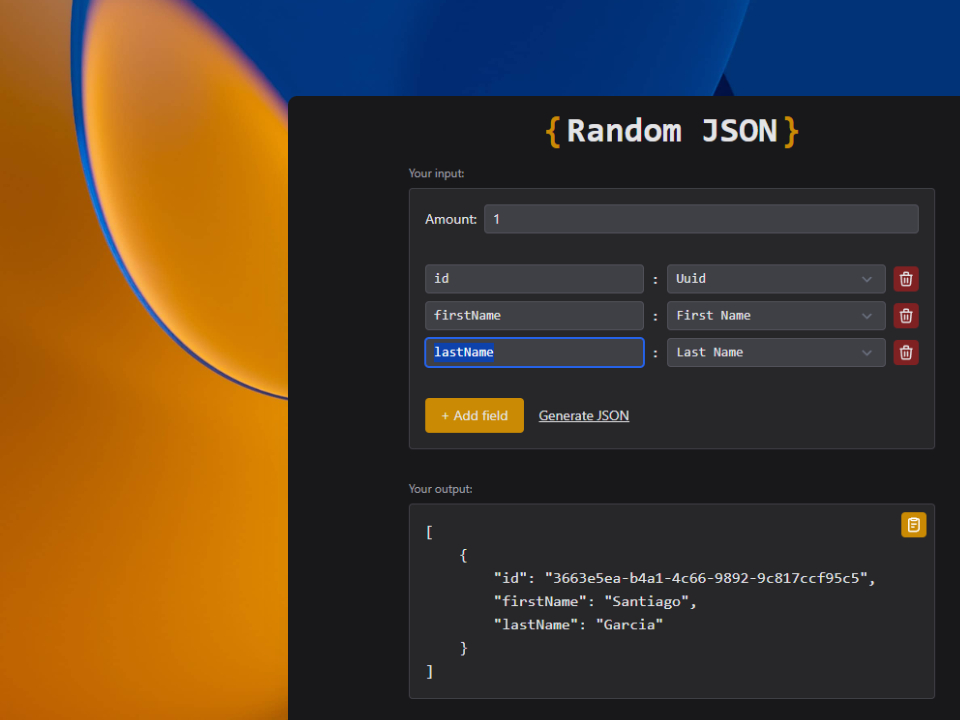 {Random JSON}
Your input:
Amount: 1
id : Uuid
firstName : First Name
lastName : Last Name
+ Add field Generate JSON
Your output:
[
{
"id": "3663e5ea-b4a1-4c66-9892-9c817ccf95c5",
"firstName": "Santiago",
"lastName": "Garcia"
}
]